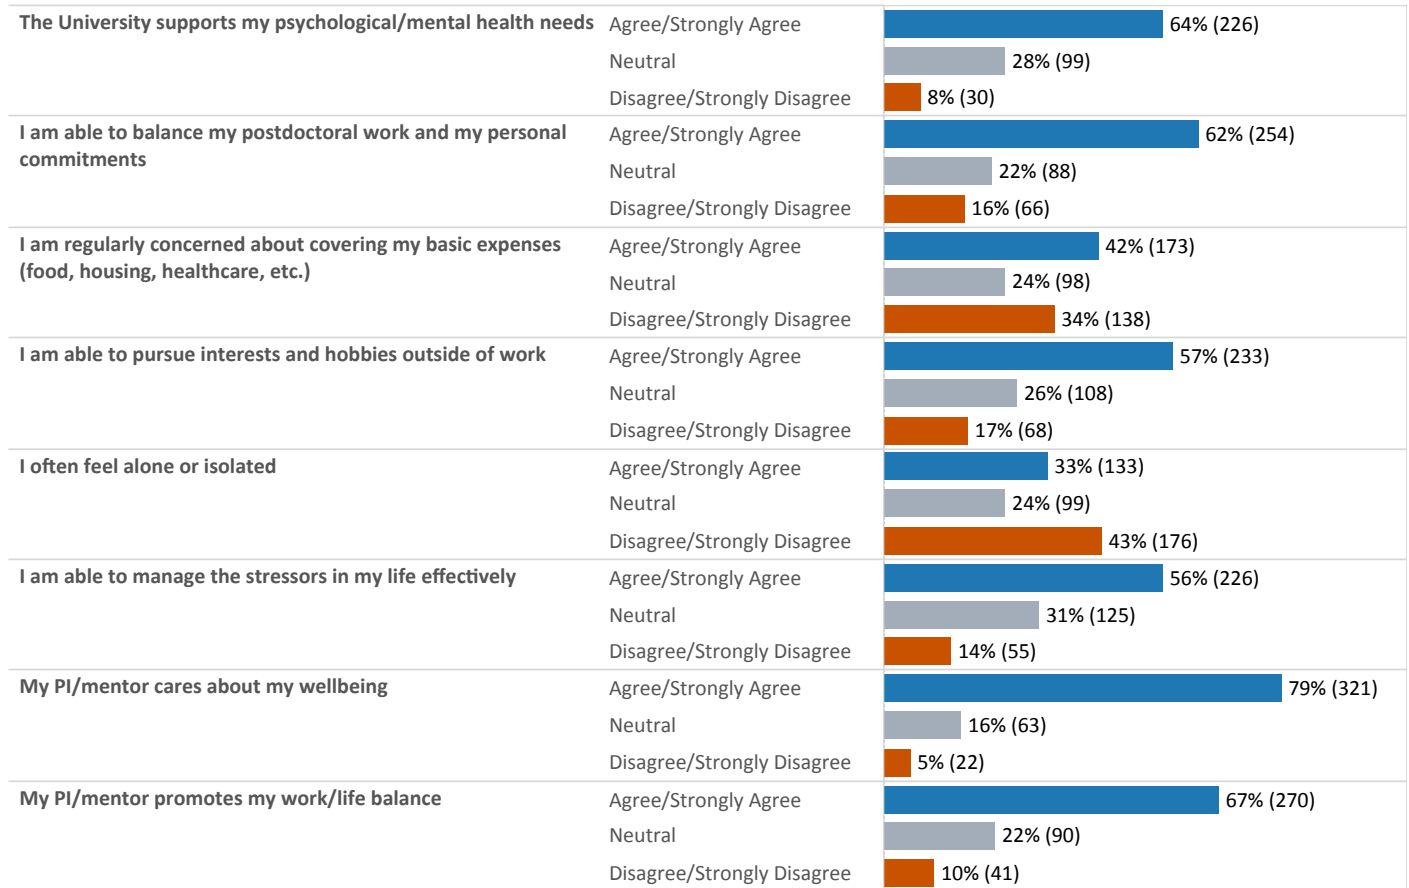 The University supports my psychological/mental health needs Agree/Strongly Agree 64% (226)
Neutral 28% (99)
Disagree/Strongly Disagree 8% (30)
I am able to balance my postdoctoral work and my personal Agree/Strongly Agree 62% (254)
commitments
Neutral 22% (88)
Disagree/Strongly Disagree 16% (66)
I am regularly concerned about covering my basic expenses Agree/Strongly Agree 42% (173)
(food, housing, healthcare, etc.)
Neutral 24% (98)
Disagree/Strongly Disagree 34% (138)
I am able to pursue interests and hobbies outside of work Agree/Strongly Agree 57% (233)
Neutral 26% (108)
Disagree/Strongly Disagree 17% (68)
I often feel alone or isolated Agree/Strongly Agree 33% (133)
Neutral 24% (99)
Disagree/Strongly Disagree 43% (176)
I am able to manage the stressors in my life effectively Agree/Strongly Agree 56% (226)
Neutral 31% (125)
Disagree/Strongly Disagree 14% (55)
My PI/mentor cares about my wellbeing Agree/Strongly Agree 79% (321)
Neutral 16% (63)
Disagree/Strongly Disagree 5% (22)
My PI/mentor promotes my work/life balance Agree/Strongly Agree 67% (270)
Neutral 22% (90)
Disagree/Strongly Disagree 10% (41)